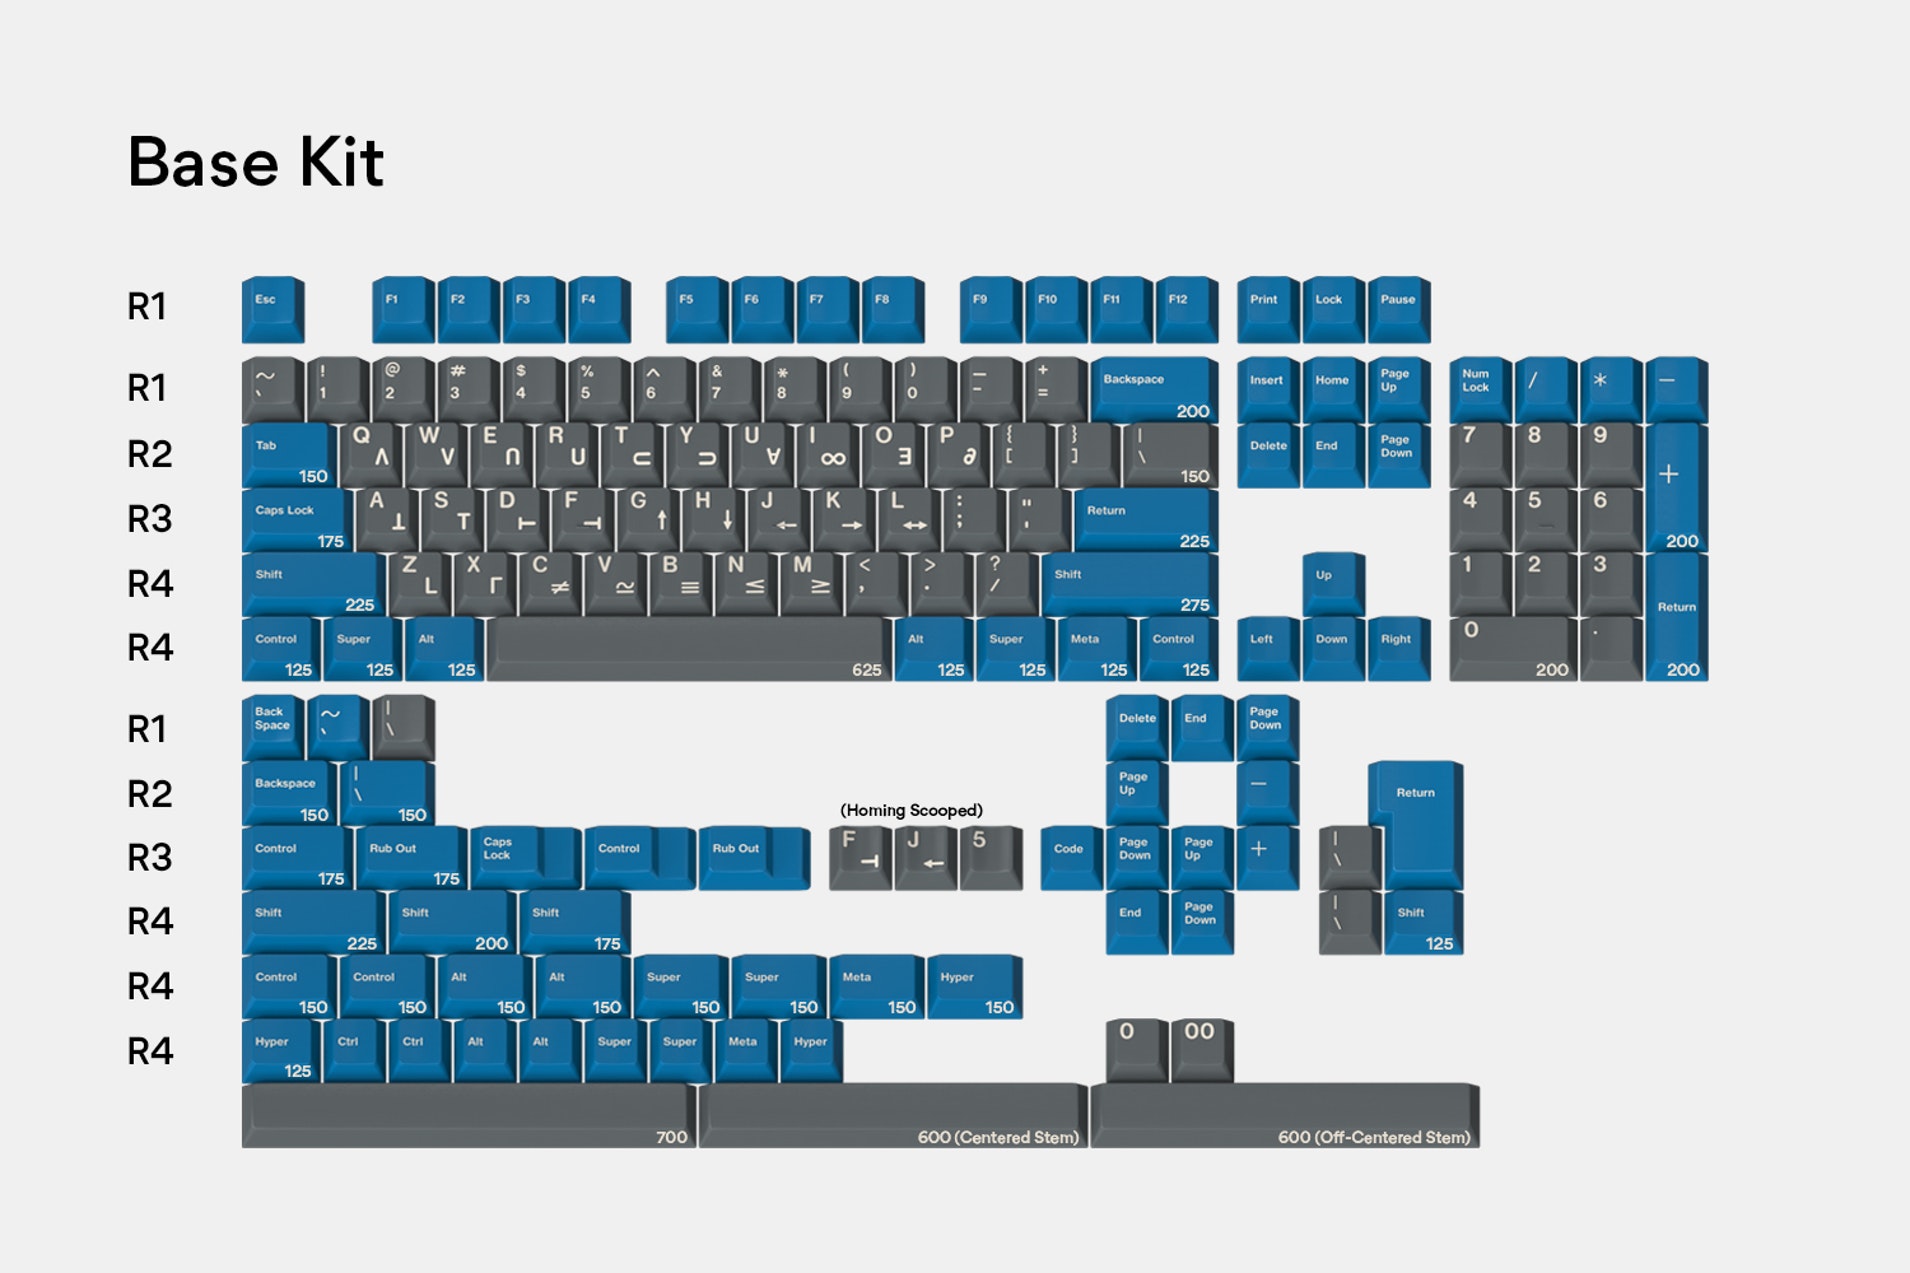 Base Kit
R1 Esc F1 F2 F3 F4 F5 F6 F7 F8 F9 F10 F11 F12 Print Lock Pause
~ ! @ # $ % ^ & * ( ) _ +
R1 ` 1 2 3 4 5 6 7 8 9 0 - = Backspace 200 Insert Home Page Up Num Lock / * −
R2 Tab 150 Q ∧ W ∨ E ∩ R ∪ T ⊂ Y ⊃ U ∀ I ∞ O ∃ P ∂ { [ } ] | \ 150 Delete End Page Down 7 8 9 + 200
R3 Caps Lock 175 A ⊥ S ⊤ D ⊢ F ⊣ G ↑ H ↓ J ← K → L ↔ : ; " ' Return 225 4 5 6
R4 Shift 225 Z L X Γ C ≠ V ≃ B ≡ N ≤ M ≥ < , > . ? / Shift 275 Up 1 2 3 Return 200
R4 Control 125 Super 125 Alt 125 625 Alt 125 Super 125 Meta 125 Control 125 Left Down Right 0 200 .
R1 Back Space ~ ` | \ Delete End Page Down
R2 Backspace 150 | \ 150 Page Up − Return
(Homing Scooped)
R3 Control 175 Rub Out 175 Caps Lock Control Rub Out F ⊣ J ← 5 Code Page Down Page Up + | \
R4 Shift 225 Shift 200 Shift 175 End Page Down | \ Shift 125
R4 Control 150 Control 150 Alt 150 Alt 150 Super 150 Super 150 Meta 150 Hyper 150
R4 Hyper 125 Ctrl Ctrl Alt Alt Super Super Meta Hyper 0 00
700 600 (Centered Stem) 600 (Off-Centered Stem)